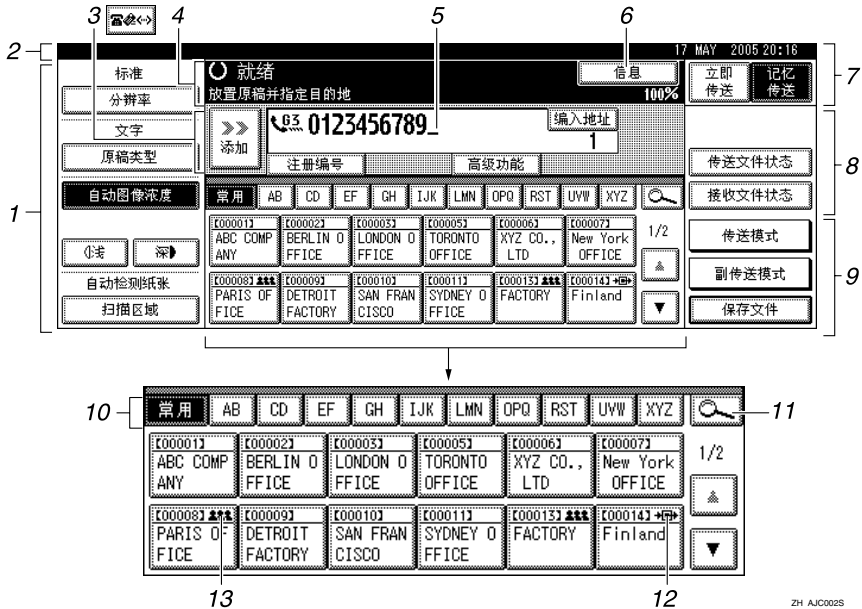 3 4 5 6
2 17 MAY 2005 20:16
标准
分辨率
文字
原稿类型
自动图像浓度
浅 深
自动检测纸张
扫描区域
1
就绪 信息
放置原稿并指定目的地 100%
>> 添加
G3 0123456789_ 编入地址
1
注册编号 高级功能
常用 AB CD EF GH IJK LMN OPQ RST UVW XYZ
[00001] [00002] [00003] [00005] [00006] [00007] 1/2
ABC COMP BERLIN O LONDON O TORONTO XYZ CO., New York
ANY FFICE FFICE OFFICE LTD OFFICE
[00008] [00009] [00010] [00011] [00013] [00014]
PARIS OF DETROIT SAN FRAN SYDNEY O FACTORY Finland
FICE FACTORY CISCO FFICE
▲
▼
立即传送 记忆传送 7
传送文件状态 8
接收文件状态
传送模式
副传送模式 9
保存文件
10 常用 AB CD EF GH IJK LMN OPQ RST UVW XYZ 11
[00001] [00002] [00003] [00005] [00006] [00007] 1/2
ABC COMP BERLIN O LONDON O TORONTO XYZ CO., New York
ANY FFICE FFICE OFFICE LTD OFFICE
[00008] [00009] [00010] [00011] [00013] [00014]
PARIS OF DETROIT SAN FRAN SYDNEY O FACTORY Finland
FICE FACTORY CISCO FFICE
▲
▼
13 12
ZH AJC002S